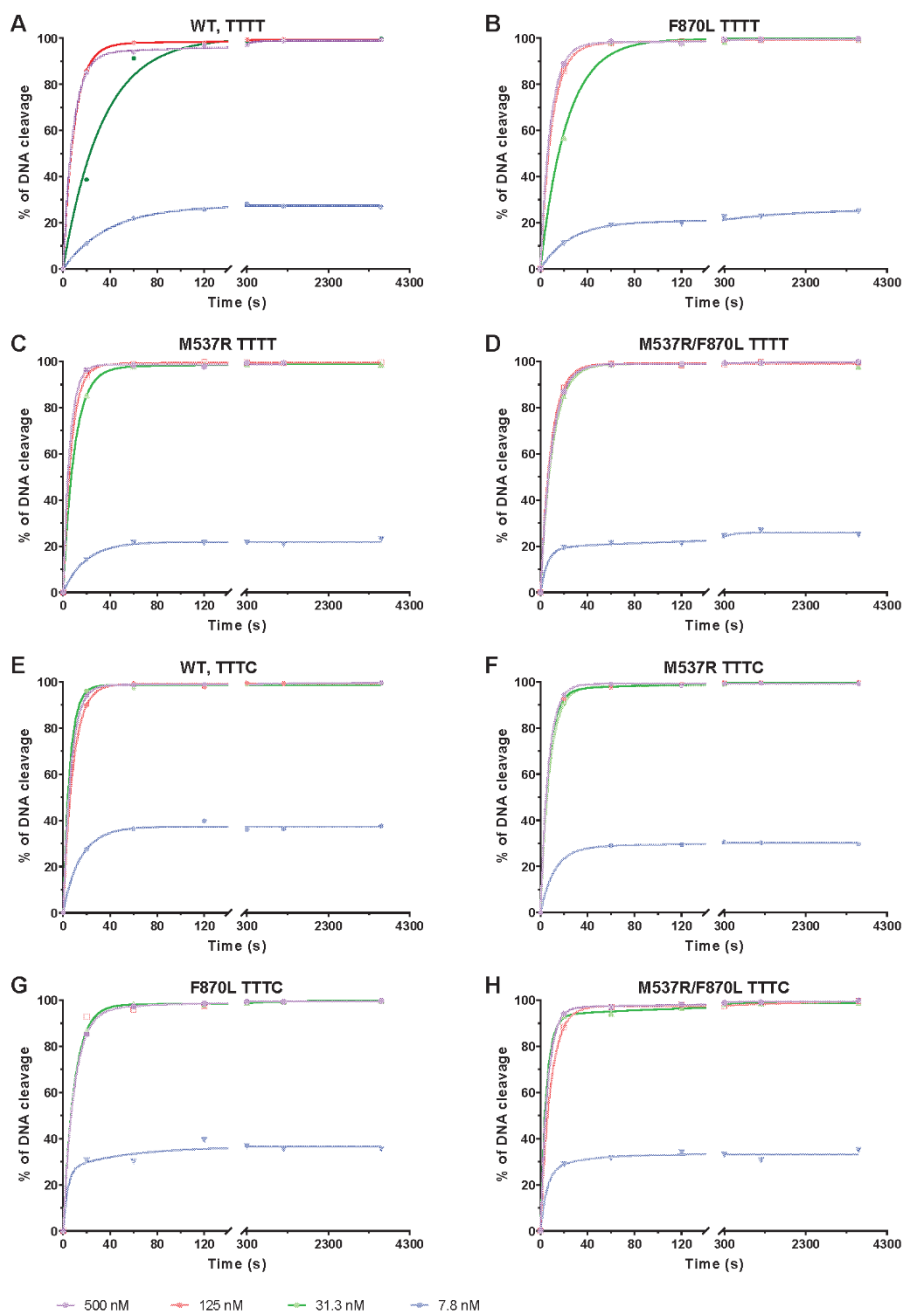 A
WT, TTTT
% of DNA cleavage
100
80
60
40
20
0
0 40 80 120 300 2300 4300
Time (s)
B
F870L TTTT
% of DNA cleavage
100
80
60
40
20
0
0 40 80 120 300 2300 4300
Time (s)
C
M537R TTTT
% of DNA cleavage
100
80
60
40
20
0
0 40 80 120 300 2300 4300
Time (s)
D
M537R/F870L TTTT
% of DNA cleavage
100
80
60
40
20
0
0 40 80 120 300 2300 4300
Time (s)
E
WT, TTTC
% of DNA cleavage
100
80
60
40
20
0
0 40 80 120 300 2300 4300
Time (s)
F
M537R TTTC
% of DNA cleavage
100
80
60
40
20
0
0 40 80 120 300 2300 4300
Time (s)
G
F870L TTTC
% of DNA cleavage
100
80
60
40
20
0
0 40 80 120 300 2300 4300
Time (s)
H
M537R/F870L TTTC
% of DNA cleavage
100
80
60
40
20
0
0 40 80 120 300 2300 4300
Time (s)
500 nM 125 nM 31.3 nM 7.8 nM